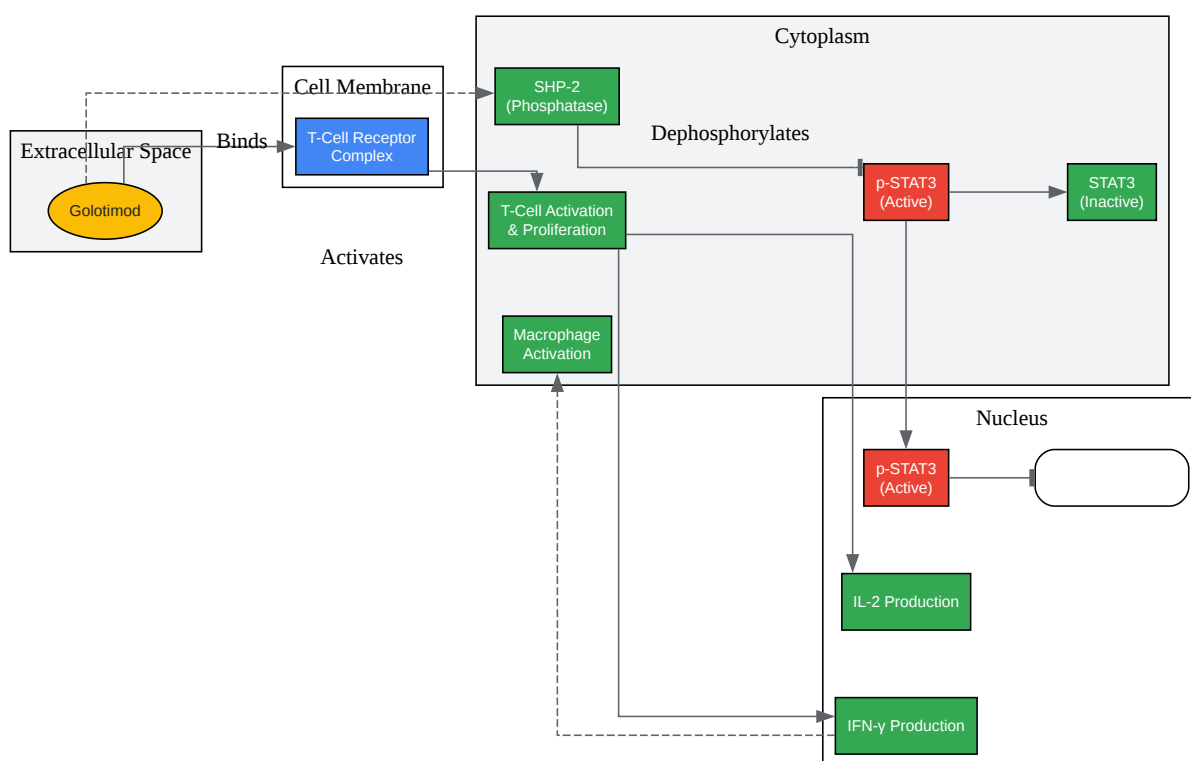 Cytoplasm
SHP-2
(Phosphatase)
Cell Membrane
Dephosphorylates
Binds
T-Cell Receptor
Complex
Extracellular Space
p-STAT3
(Active)
STAT3
(Inactive)
Golotimod
T-Cell Activation
& Proliferation
Activates
Macrophage
Activation
Nucleus
p-STAT3
(Active)
IL-2 Production
IFN-γ Production